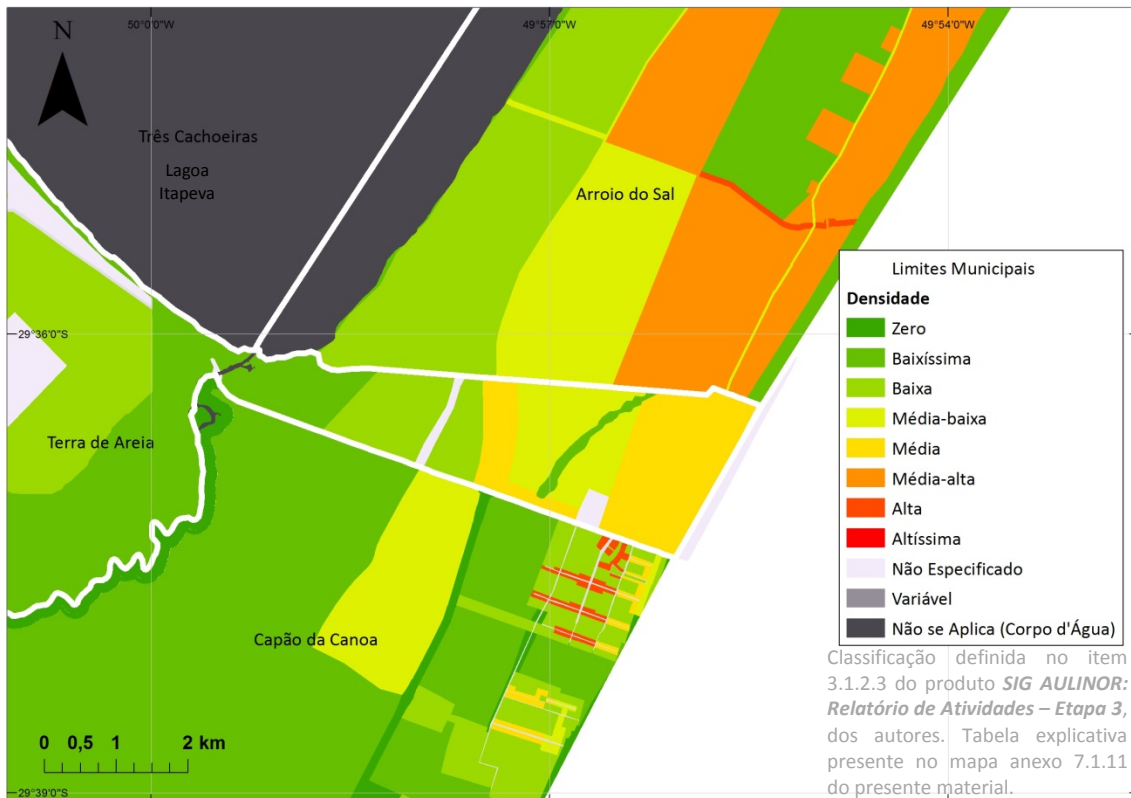 50°0'0"W
49°57'0"W
49°54'0"W
N
Três Cachoeiras
Lagoa
Itapeva
Arroio do Sal
29°36'0"S
Terra de Areia
Capão da Canoa
0 0,5 1 2 km
29°39'0"S
Limites Municipais
Densidade
Zero
Baixíssima
Baixa
Média-baixa
Média
Média-alta
Alta
Altíssima
Não Especificado
Variável
Não se Aplica (Corpo d'Água)
Classificação definida no item
3.1.2.3 do produto SIG AULINOR:
Relatório de Atividades – Etapa 3,
dos autores. Tabela explicativa
presente no mapa anexo 7.1.11
do presente material.